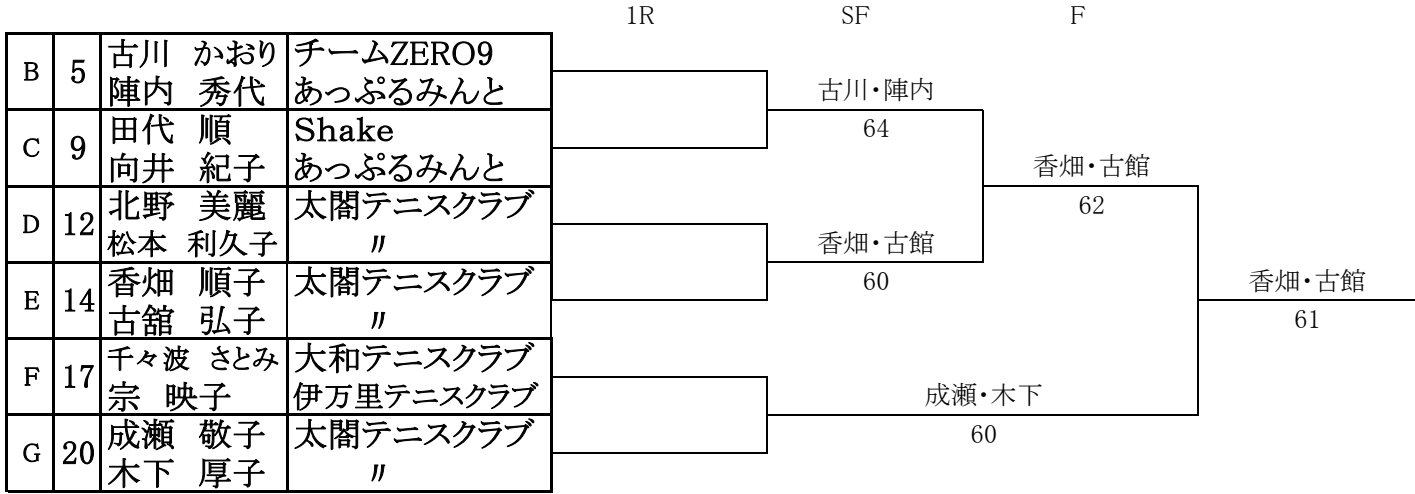 1R SF F
B 5 古川 かおり チームZERO9
陣内 秀代 あっぷるみんと
古川・陣内
64
C 9 田代 順 Shake
向井 紀子 あっぷるみんと
香畑・古館
62
D 12 北野 美麗 太閤テニスクラブ
松本 利久子 〃
香畑・古館
60
E 14 香畑 順子 太閤テニスクラブ
古舘 弘子 〃
香畑・古館
61
F 17 千々波 さとみ 大和テニスクラブ
宗 映子 伊万里テニスクラブ
成瀬・木下
60
G 20 成瀬 敬子 太閤テニスクラブ
木下 厚子 〃